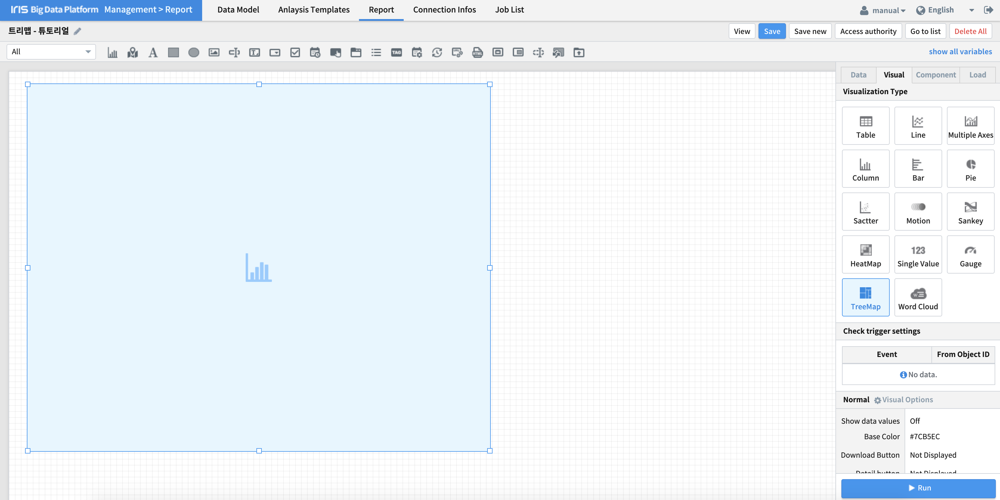 IRIS Big Data Platform Management > Report Data Model Anlaysis Templates Report Connection Infos Job List manual English
트리맵 - 튜토리얼 View Save Save new Access authority Go to list Delete All
All A T TAG URL HTML show all variables
Data Visual Component Load
Visualization Type
Table Line Multiple Axes
Column Bar Pie
Sactter Motion Sankey
123
HeatMap Single Value Gauge
W
TreeMap Word Cloud
Check trigger settings
Event From Object ID
No data.
Normal Visual Options
Show data values Off
Base Color #7CB5EC
Download Button Not Displayed
Detail button Not Displayed
Run